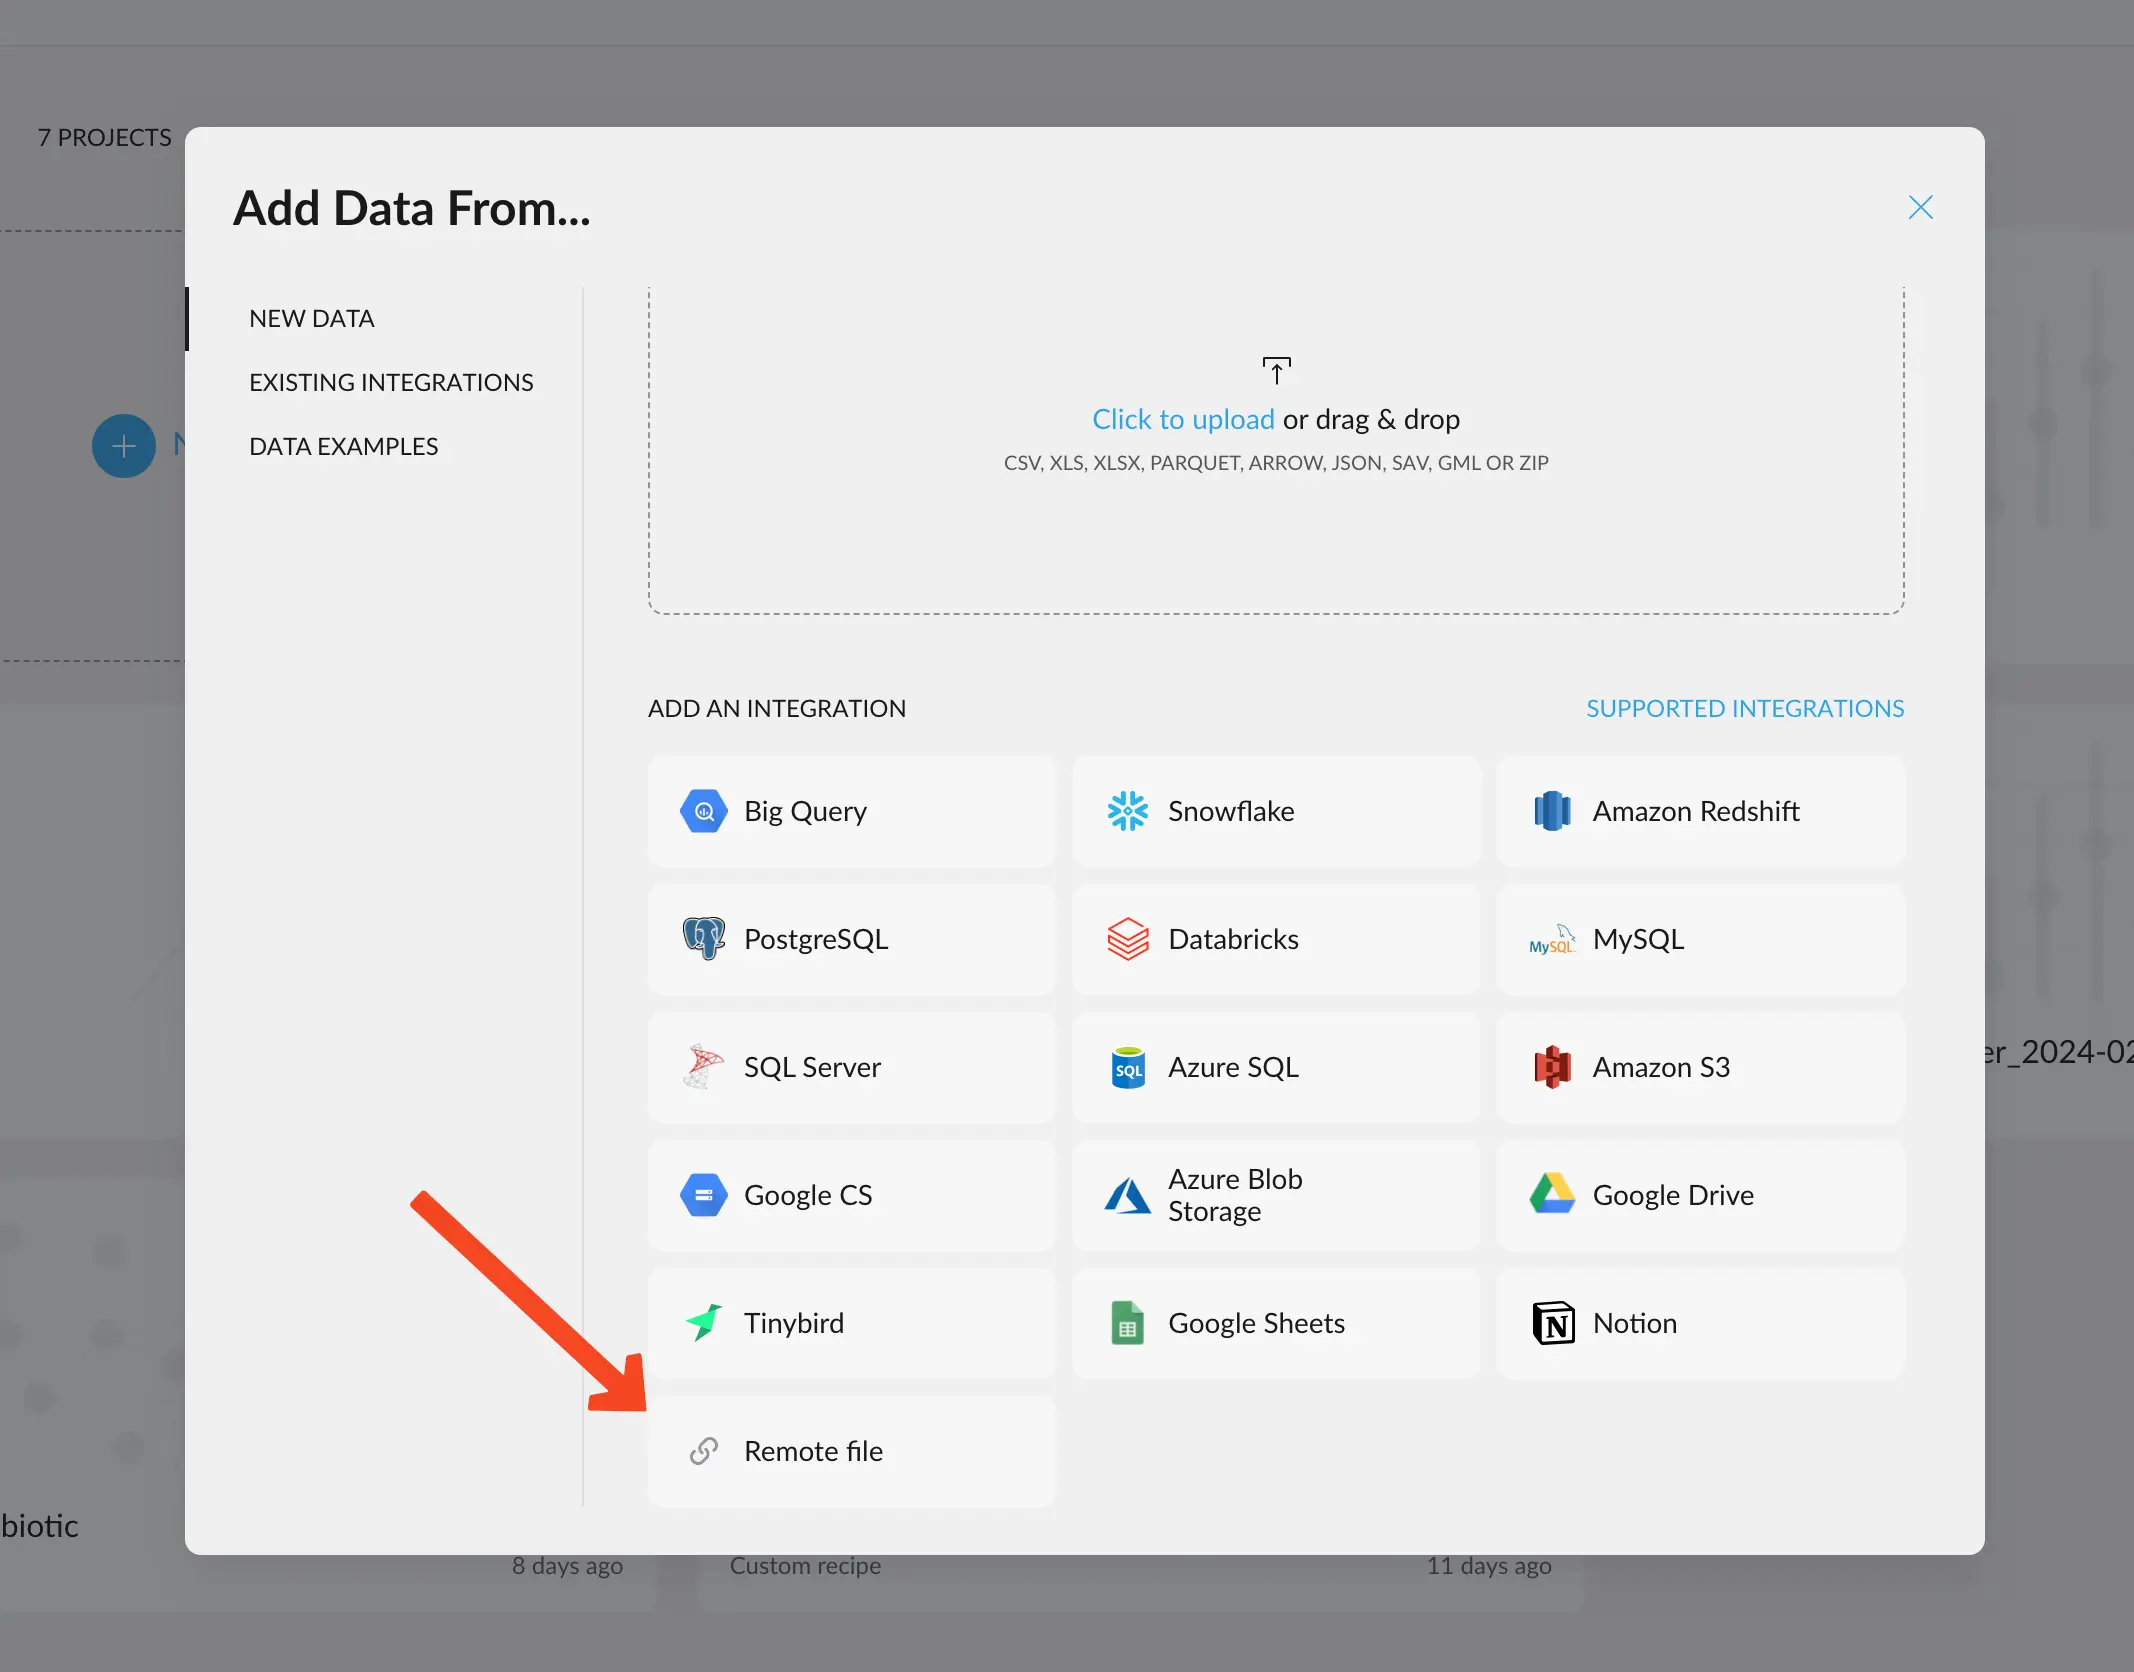 7 PROJECTS
Add Data From...
NEW DATA
EXISTING INTEGRATIONS
DATA EXAMPLES
Click to upload or drag & drop
CSV, XLS, XLSX, PARQUET, ARROW, JSON, SAV, GML OR ZIP
ADD AN INTEGRATION
SUPPORTED INTEGRATIONS
Big Query
Snowflake
Amazon Redshift
PostgreSQL
Databricks
MySQL
MySQL
SQL Server
SQL
Azure SQL
Amazon S3
Google CS
Azure Blob
Storage
Google Drive
Tinybird
Google Sheets
N
Notion
Remote file
er_2024-02
biotic
8 days ago
Custom recipe
11 days ago